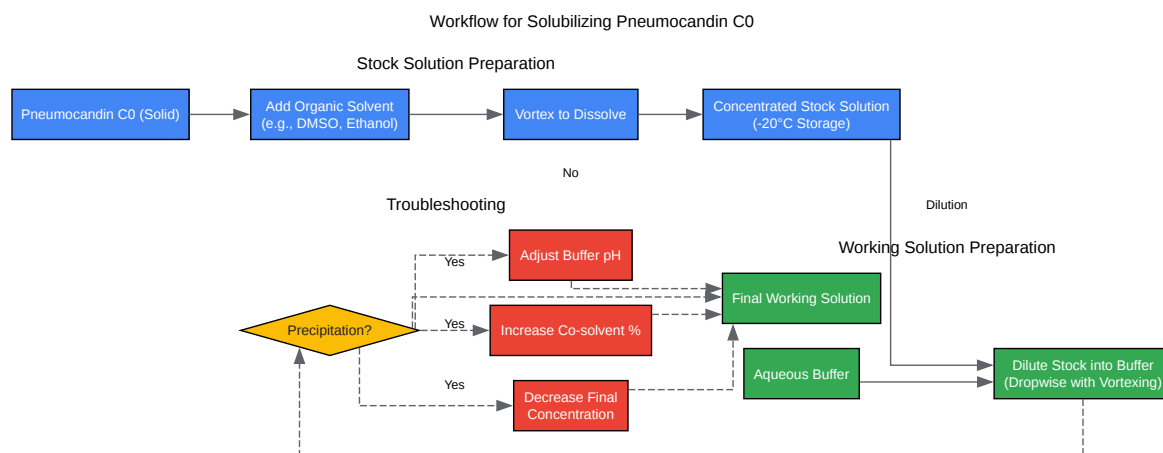 Workflow for Solubilizing Pneumocandin C0
Stock Solution Preparation
Pneumocandin C0 (Solid)
Add Organic Solvent
(e.g., DMSO, Ethanol)
Vortex to Dissolve
Concentrated Stock Solution
(-20°C Storage)
No
Dilution
Troubleshooting
Working Solution Preparation
Yes
Adjust Buffer pH
Final Working Solution
Precipitation?
Yes
Increase Co-solvent %
Aqueous Buffer
Dilute Stock into Buffer
(Dropwise with Vortexing)
Yes
Decrease Final
Concentration